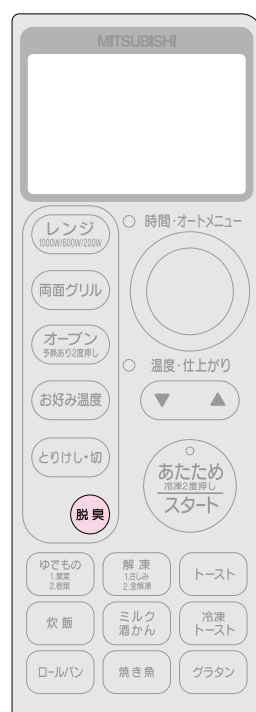 MITSUBISHI
レンジ
1000W/600W/200W
時間・オートメニュー
両面グリル
オーブン
予熱あり2度押し
温度・仕上がり
お好み温度
▼ ▲
とりけし・切
あたため
冷凍2度押し
スタート
脱臭
ゆでもの
1.葉菜
2.根菜
解凍
1.さしみ
2.全解凍
トースト
炊飯
ミルク
酒かん
冷凍
トースト
ロールパン
焼き魚
グラタン